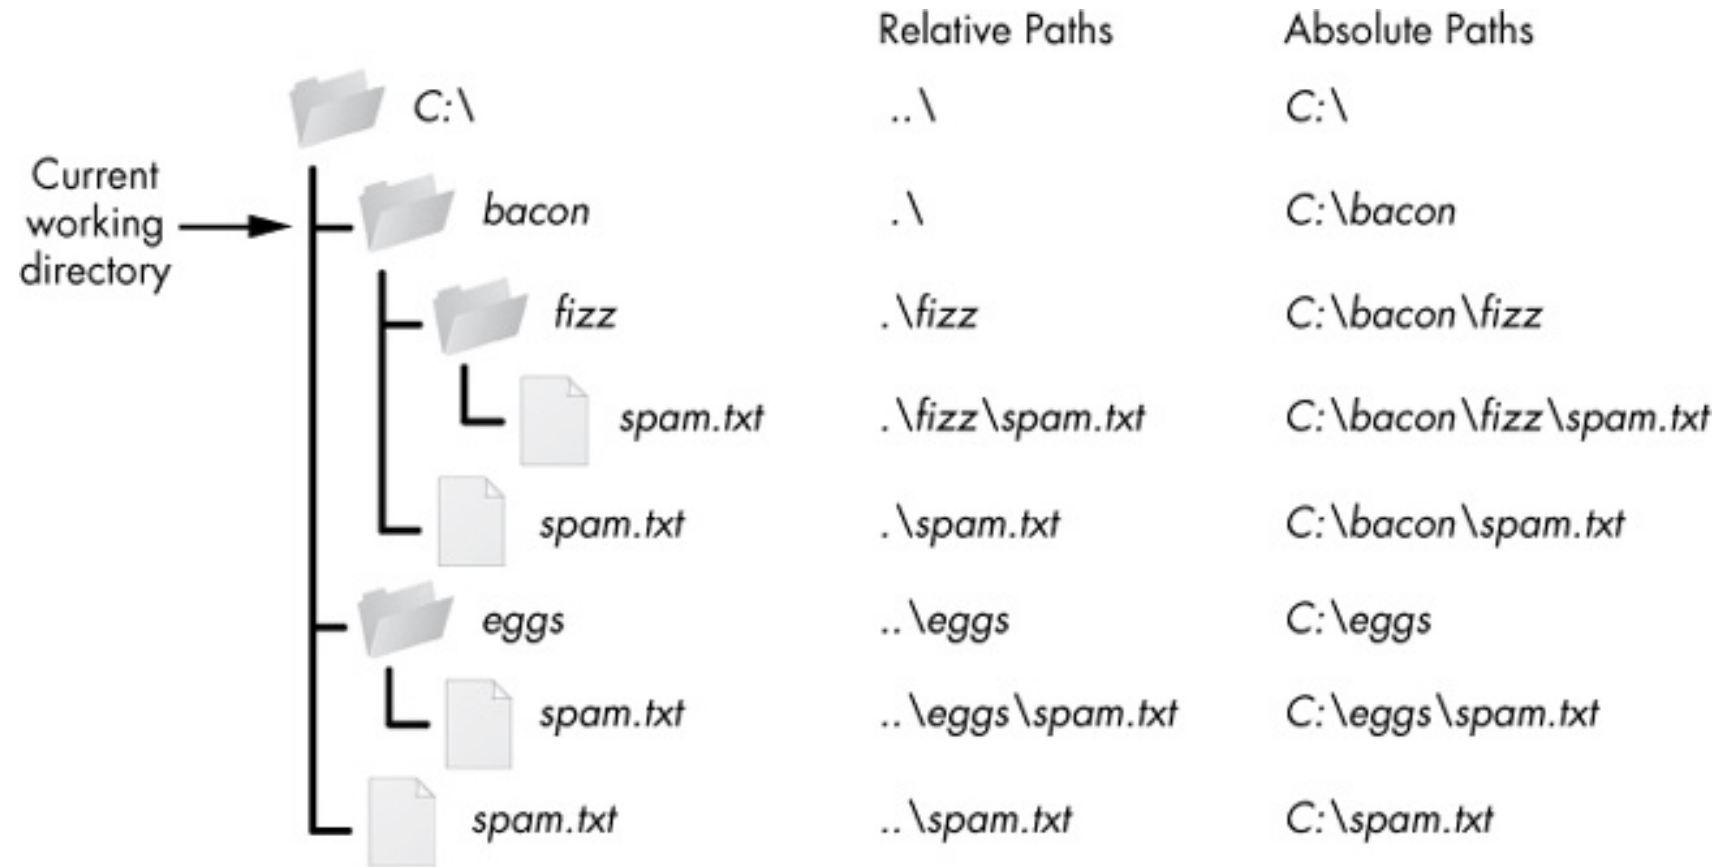 Relative Paths Absolute Paths
C:\ ..\ C:\
Current
working
directory
bacon .\ C:\bacon
fizz .\fizz C:\bacon\fizz
spam.txt .\fizz\spam.txt C:\bacon\fizz\spam.txt
spam.txt .\spam.txt C:\bacon\spam.txt
eggs ..\eggs C:\eggs
spam.txt ..\eggs\spam.txt C:\eggs\spam.txt
spam.txt ..\spam.txt C:\spam.txt